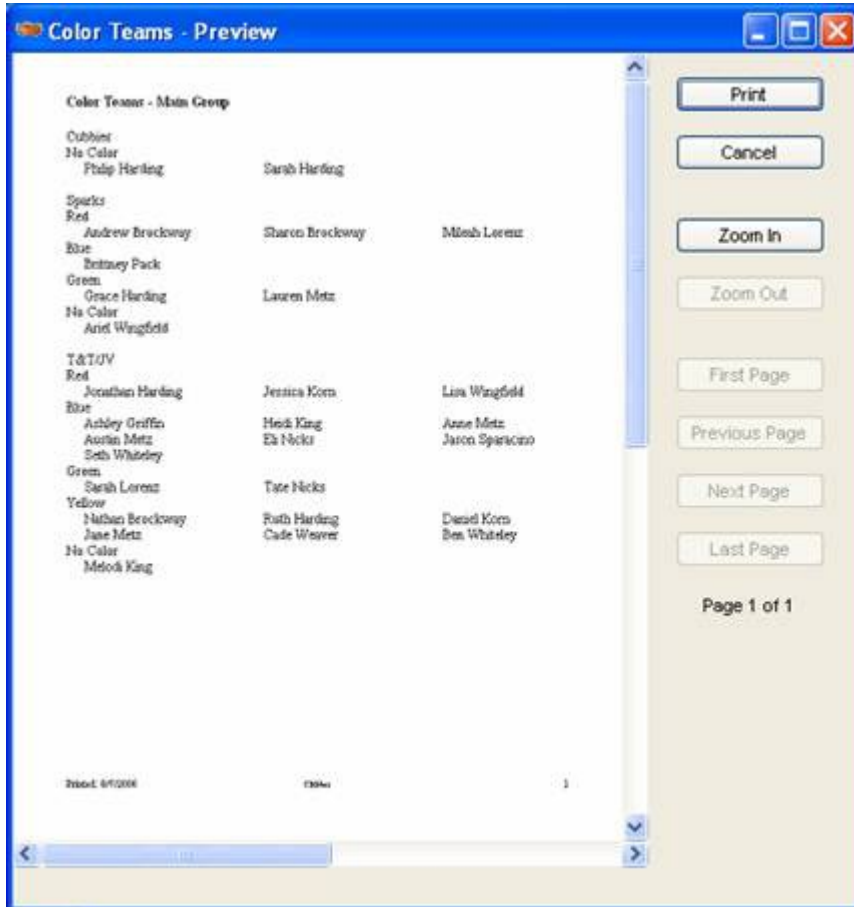 Color Teams - Preview
Color Teams - Main Group
Cubbies
No Color
Philip Harding Sarah Harding
Sparks
Red
Andrew Brockway Sharon Brockway Mileah Lorenz
Blue
Brittney Pack
Green
Grace Harding Lauren Metz
No Color
Ariel Wingfield
T&T/JV
Red
Jonathan Harding Jessica Korn Lisa Wingfield
Blue
Ashley Griffin Heidi King Anne Metz
Austin Metz Eli Nicks Jaron Sparacino
Seth Whiteley
Green
Sarah Lorenz Tate Nicks
Yellow
Nathan Brockway Ruth Harding Daniel Korn
Jane Metz Cade Weaver Ben Whiteley
No Color
Melodi King
Printed: 1
Print
Cancel
Zoom In
Zoom Out
First Page
Previous Page
Next Page
Last Page
Page 1 of 1